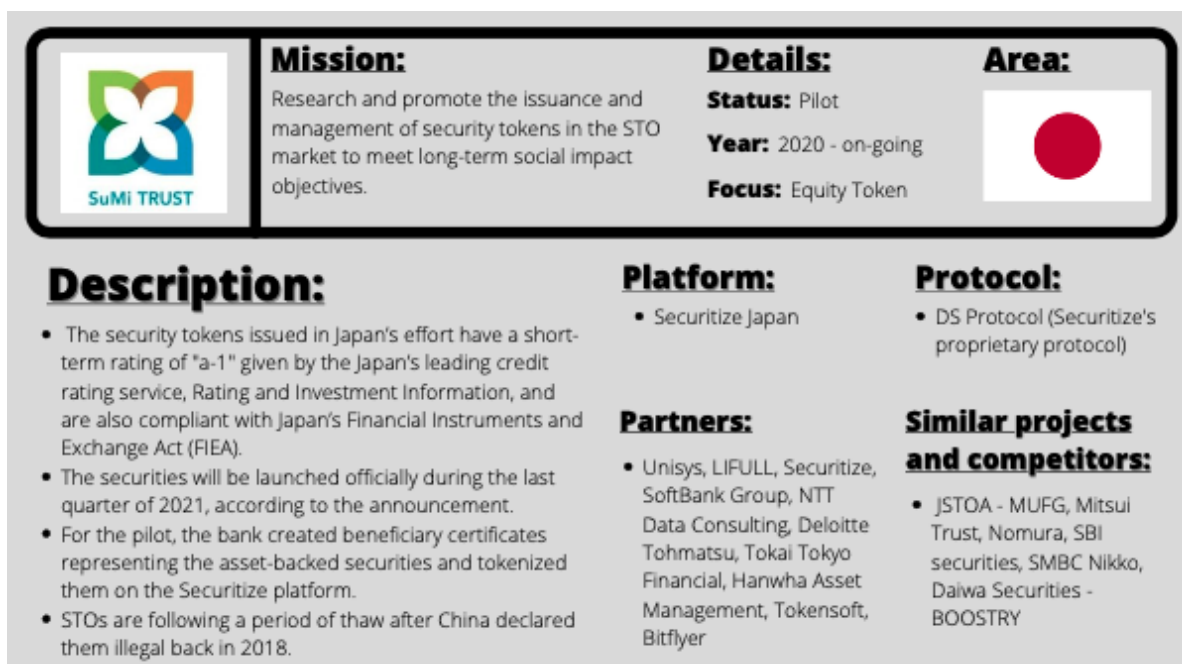 SuMi TRUST
Mission:
Research and promote the issuance and
management of security tokens in the STO
market to meet long-term social impact
objectives.
Details:
Status: Pilot
Year: 2020 - on-going
Focus: Equity Token
Area:
Description:
• The security tokens issued in Japan's effort have a short-
term rating of "a-1" given by the Japan's leading credit
rating service, Rating and Investment Information, and
are also compliant with Japan's Financial Instruments and
Exchange Act (FIEA).
• The securities will be launched officially during the last
quarter of 2021, according to the announcement.
• For the pilot, the bank created beneficiary certificates
representing the asset-backed securities and tokenized
them on the Securitize platform.
• STOs are following a period of thaw after China declared
them illegal back in 2018.
Platform:
• Securitize Japan
Protocol:
• DS Protocol (Securitize's
proprietary protocol)
Partners:
• Unisys, LIFULL, Securitize,
SoftBank Group, NTT
Data Consulting, Deloitte
Tohmatsu, Tokai Tokyo
Financial, Hanwha Asset
Management, Tokensoft,
Bitflyer
Similar projects
and competitors:
• JSTOA - MUFG, Mitsui
Trust, Nomura, SBI
securities, SMBC Nikko,
Daiwa Securities -
BOOSTRY